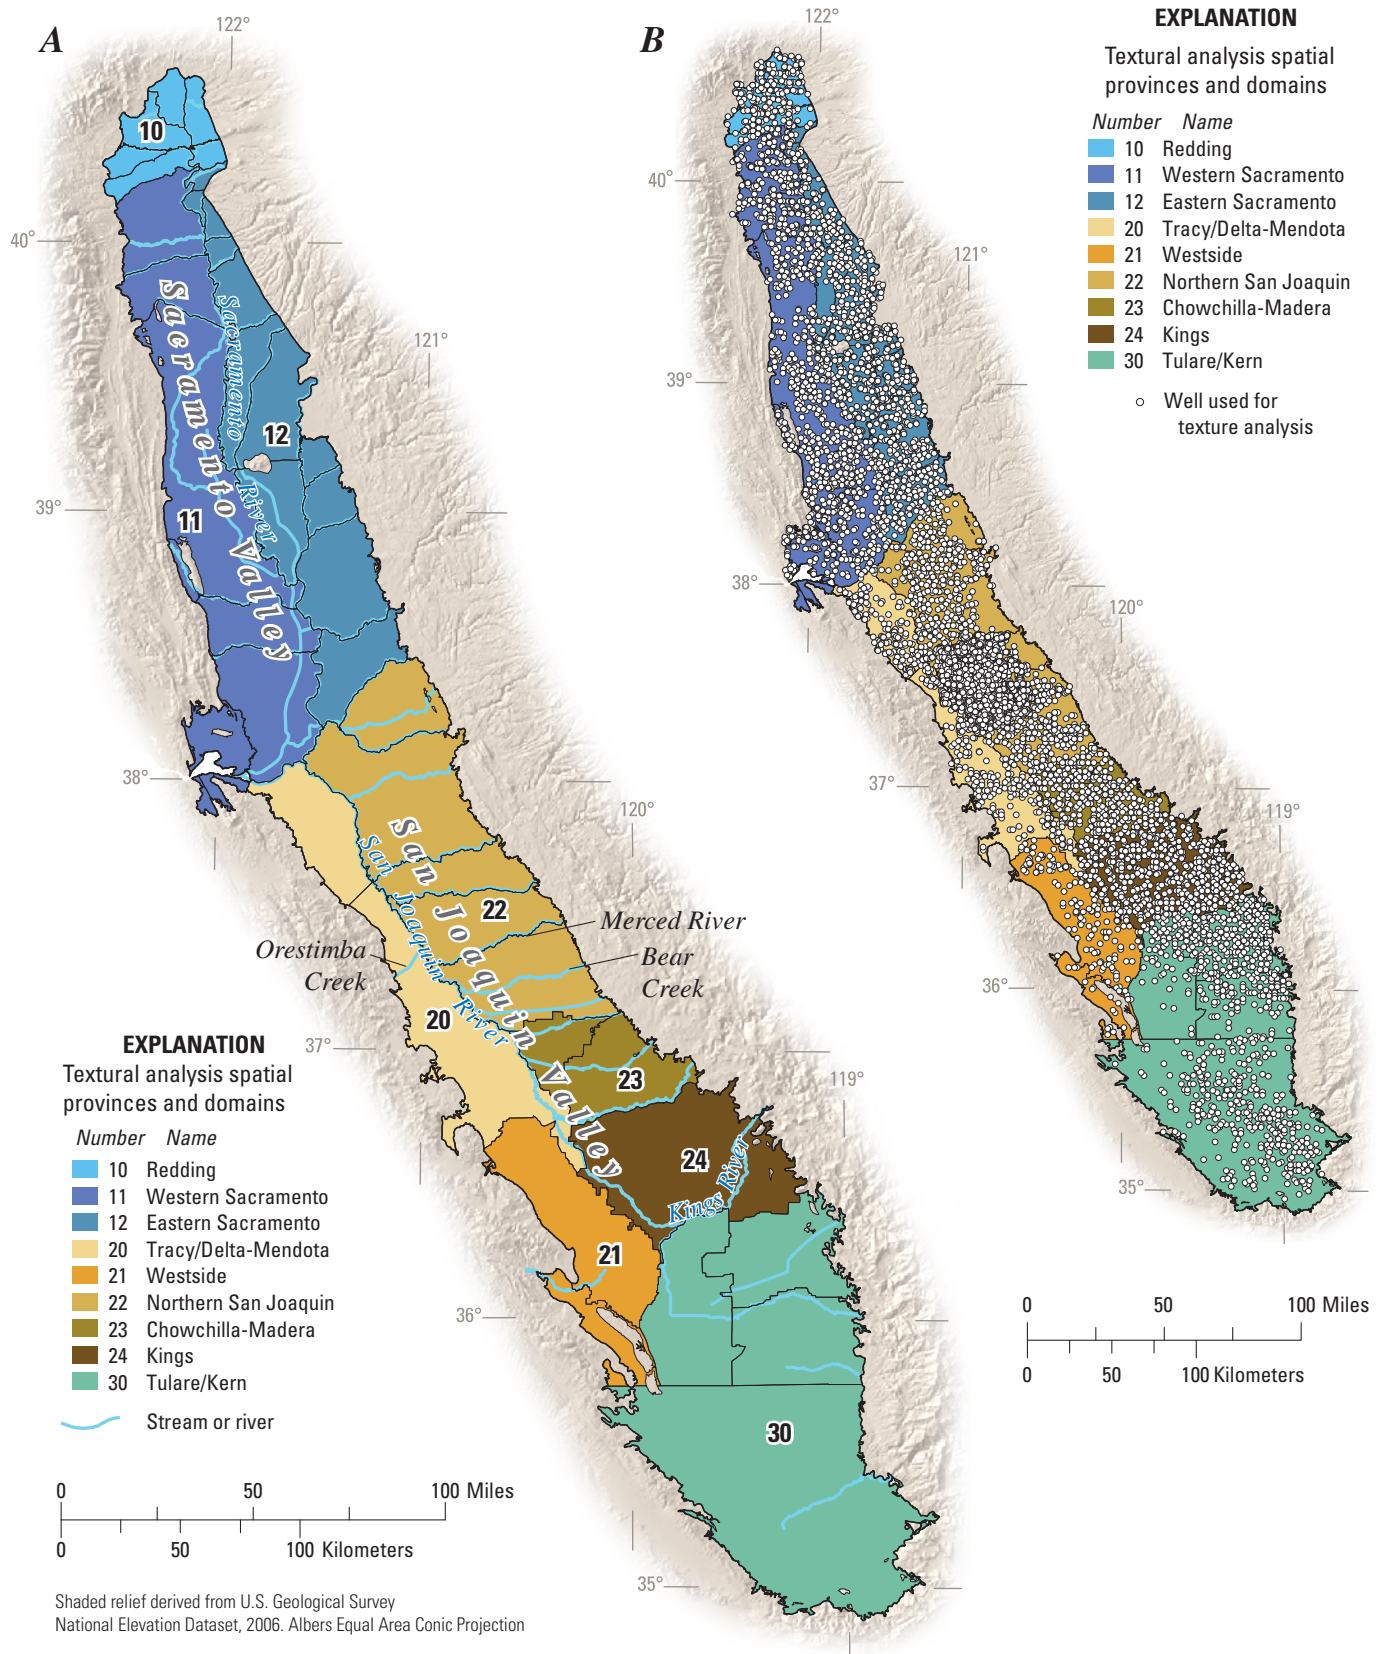 A
122°
10
40°
Sacramento Valley
Sacramento River
121°
12
39°
11
38°
120°
San Joaquin Valley
San Joaquin River
22
Merced River
Orestimba
Creek
Bear
Creek
20
37°
23
119°
24
Kings River
21
36°
30
35°
EXPLANATION
Textural analysis spatial
provinces and domains
Number Name
10 Redding
11 Western Sacramento
12 Eastern Sacramento
20 Tracy/Delta-Mendota
21 Westside
22 Northern San Joaquin
23 Chowchilla-Madera
24 Kings
30 Tulare/Kern
Stream or river
0 50 100 Miles
0 50 100 Kilometers
Shaded relief derived from U.S. Geological Survey
National Elevation Dataset, 2006. Albers Equal Area Conic Projection
B
122°
40°
121°
39°
38°
120°
37°
119°
36°
35°
EXPLANATION
Textural analysis spatial
provinces and domains
Number Name
10 Redding
11 Western Sacramento
12 Eastern Sacramento
20 Tracy/Delta-Mendota
21 Westside
22 Northern San Joaquin
23 Chowchilla-Madera
24 Kings
30 Tulare/Kern
Well used for
texture analysis
0 50 100 Miles
0 50 100 Kilometers